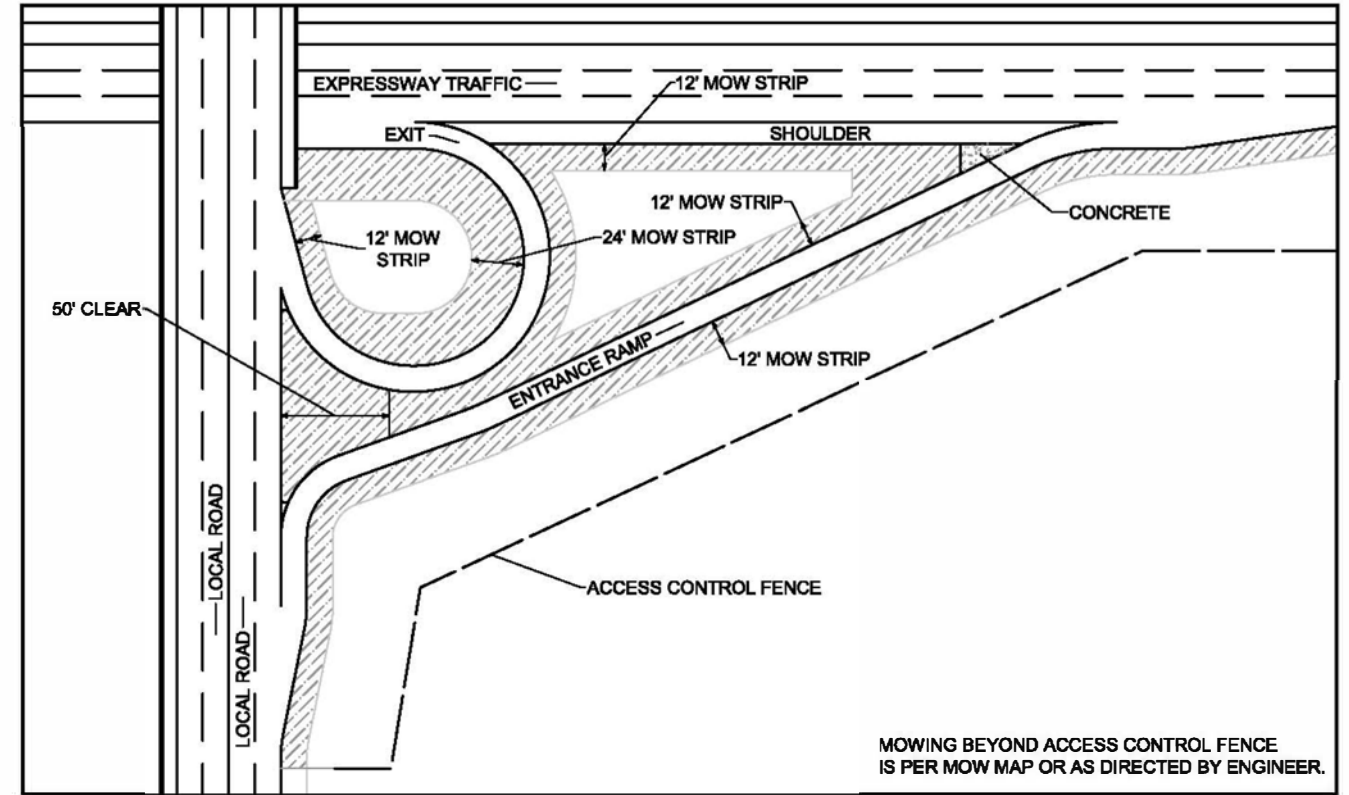 EXPRESSWAY TRAFFIC
12' MOW STRIP
EXIT
SHOULDER
12' MOW STRIP
CONCRETE
12' MOW
STRIP
24' MOW STRIP
50' CLEAR
ENTRANCE RAMP
12' MOW STRIP
LOCAL ROAD
LOCAL ROAD
ACCESS CONTROL FENCE
MOWING BEYOND ACCESS CONTROL FENCE
IS PER MOW MAP OR AS DIRECTED BY ENGINEER.